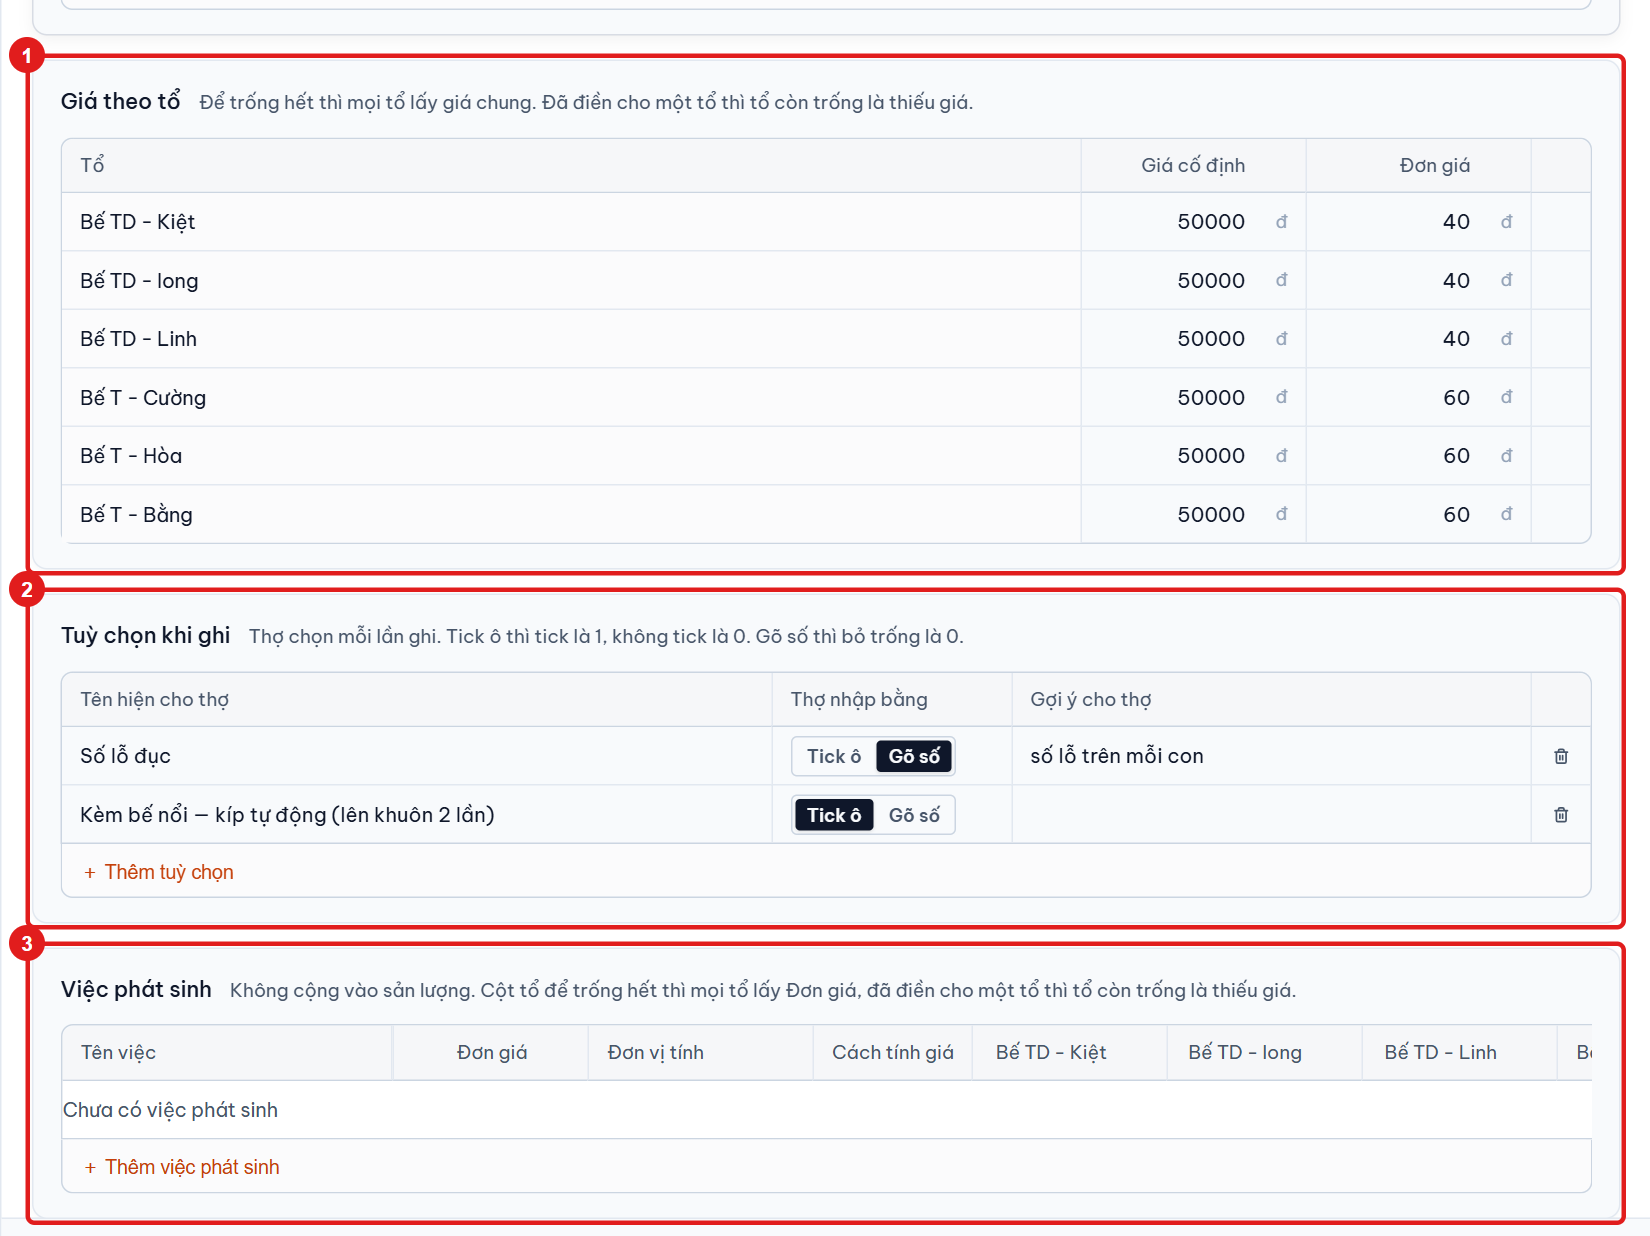 1
Giá theo tổ Để trống hết thì mọi tổ lấy giá chung. Đã điền cho một tổ thì tổ còn trống là thiếu giá.
Tổ Giá cố định Đơn giá
Bế TD - Kiệt 50000 đ 40 đ
Bế TD - long 50000 đ 40 đ
Bế TD - Linh 50000 đ 40 đ
Bế T - Cường 50000 đ 60 đ
Bế T - Hòa 50000 đ 60 đ
Bế T - Bằng 50000 đ 60 đ
2
Tuỳ chọn khi ghi Thợ chọn mỗi lần ghi. Tick ô thì tick là 1, không tick là 0. Gõ số thì bỏ trống là 0.
Tên hiện cho thợ Thợ nhập bằng Gợi ý cho thợ
Số lỗ đục Tick ô Gõ số số lỗ trên mỗi con
Kèm bế nổi — kíp tự động (lên khuôn 2 lần) Tick ô Gõ số
+ Thêm tuỳ chọn
3
Việc phát sinh Không cộng vào sản lượng. Cột tổ để trống hết thì mọi tổ lấy Đơn giá, đã điền cho một tổ thì tổ còn trống là thiếu giá.
Tên việc Đơn giá Đơn vị tính Cách tính giá Bế TD - Kiệt Bế TD - long Bế TD - Linh
Chưa có việc phát sinh
+ Thêm việc phát sinh